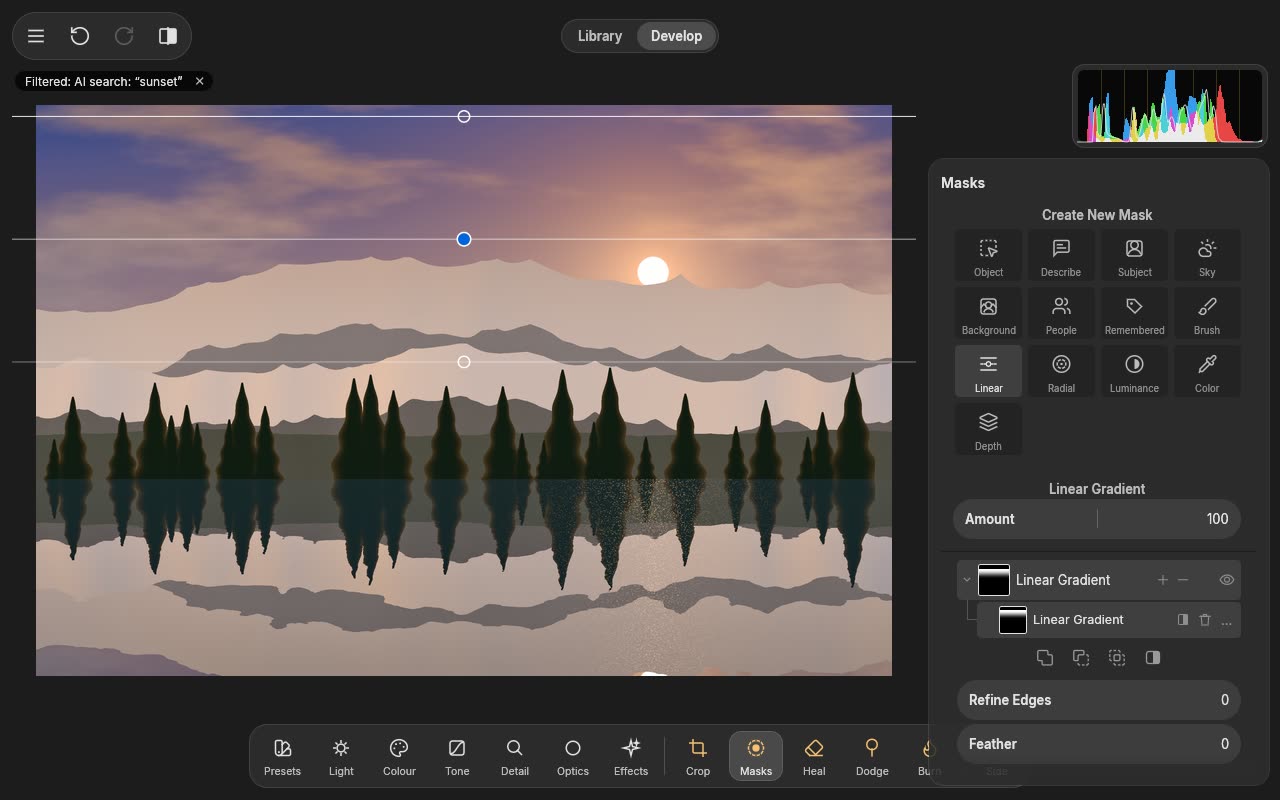 Library
Develop
Filtered: AI search: “sunset” ×
Masks
Create New Mask
Object
Describe
Subject
Sky
Background
People
Remembered
Brush
Linear
Radial
Luminance
Color
Depth
Linear Gradient
Amount 100
Linear Gradient
Linear Gradient
Refine Edges 0
Feather 0
Presets
Light
Colour
Tone
Detail
Optics
Effects
Crop
Masks
Heal
Dodge
Burn